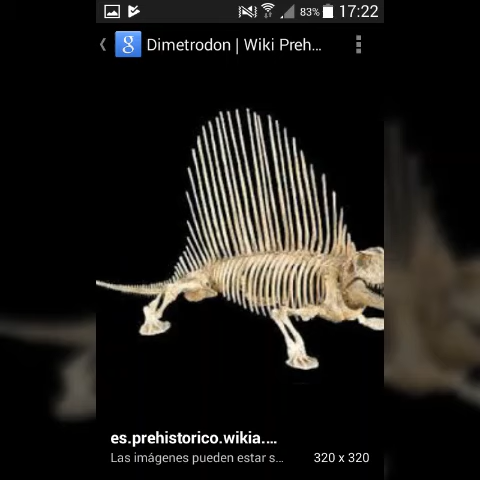 83% 17:22
Dimetrodon | Wiki Preh...
es.prehistorico.wikia....
Las imágenes pueden estar s...
320 x 320